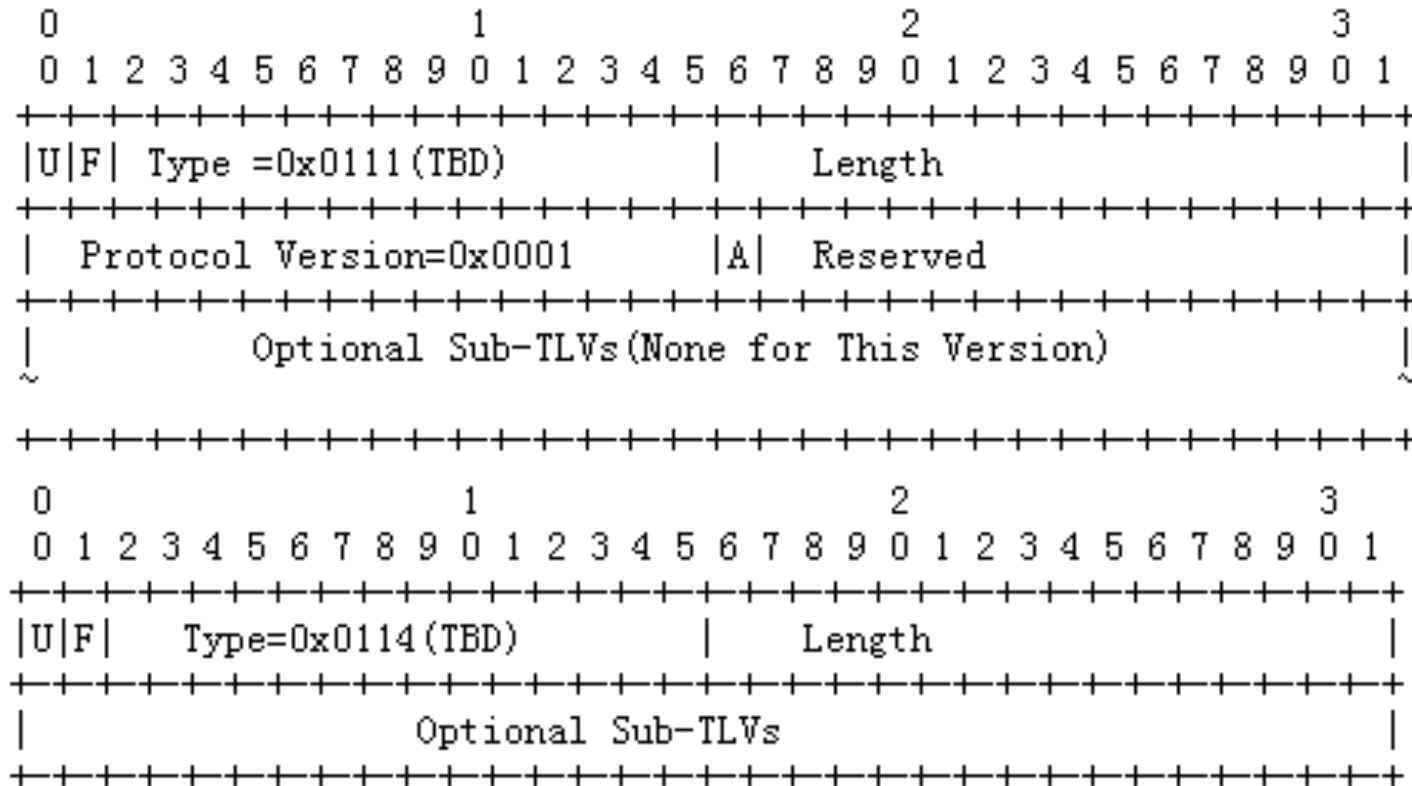 0 1 2 3
0 1 2 3 4 5 6 7 8 9 0 1 2 3 4 5 6 7 8 9 0 1 2 3 4 5 6 7 8 9 0 1
+-+-+-+-+-+-+-+-+-+-+-+-+-+-+-+-+-+-+-+-+-+-+-+-+-+-+-+-+-+-+-+-+
|U|F| Type =0x0111(TBD) | Length |
+-+-+-+-+-+-+-+-+-+-+-+-+-+-+-+-+-+-+-+-+-+-+-+-+-+-+-+-+-+-+-+-+
| Protocol Version=0x0001 |A| Reserved |
+-+-+-+-+-+-+-+-+-+-+-+-+-+-+-+-+-+-+-+-+-+-+-+-+-+-+-+-+-+-+-+-+
| Optional Sub-TLVs(None for This Version) |
~ ~
+-+-+-+-+-+-+-+-+-+-+-+-+-+-+-+-+-+-+-+-+-+-+-+-+-+-+-+-+-+-+-+-+
0 1 2 3
0 1 2 3 4 5 6 7 8 9 0 1 2 3 4 5 6 7 8 9 0 1 2 3 4 5 6 7 8 9 0 1
+-+-+-+-+-+-+-+-+-+-+-+-+-+-+-+-+-+-+-+-+-+-+-+-+-+-+-+-+-+-+-+-+
|U|F| Type=0x0114(TBD) | Length |
+-+-+-+-+-+-+-+-+-+-+-+-+-+-+-+-+-+-+-+-+-+-+-+-+-+-+-+-+-+-+-+-+
| Optional Sub-TLVs |
+-+-+-+-+-+-+-+-+-+-+-+-+-+-+-+-+-+-+-+-+-+-+-+-+-+-+-+-+-+-+-+-+